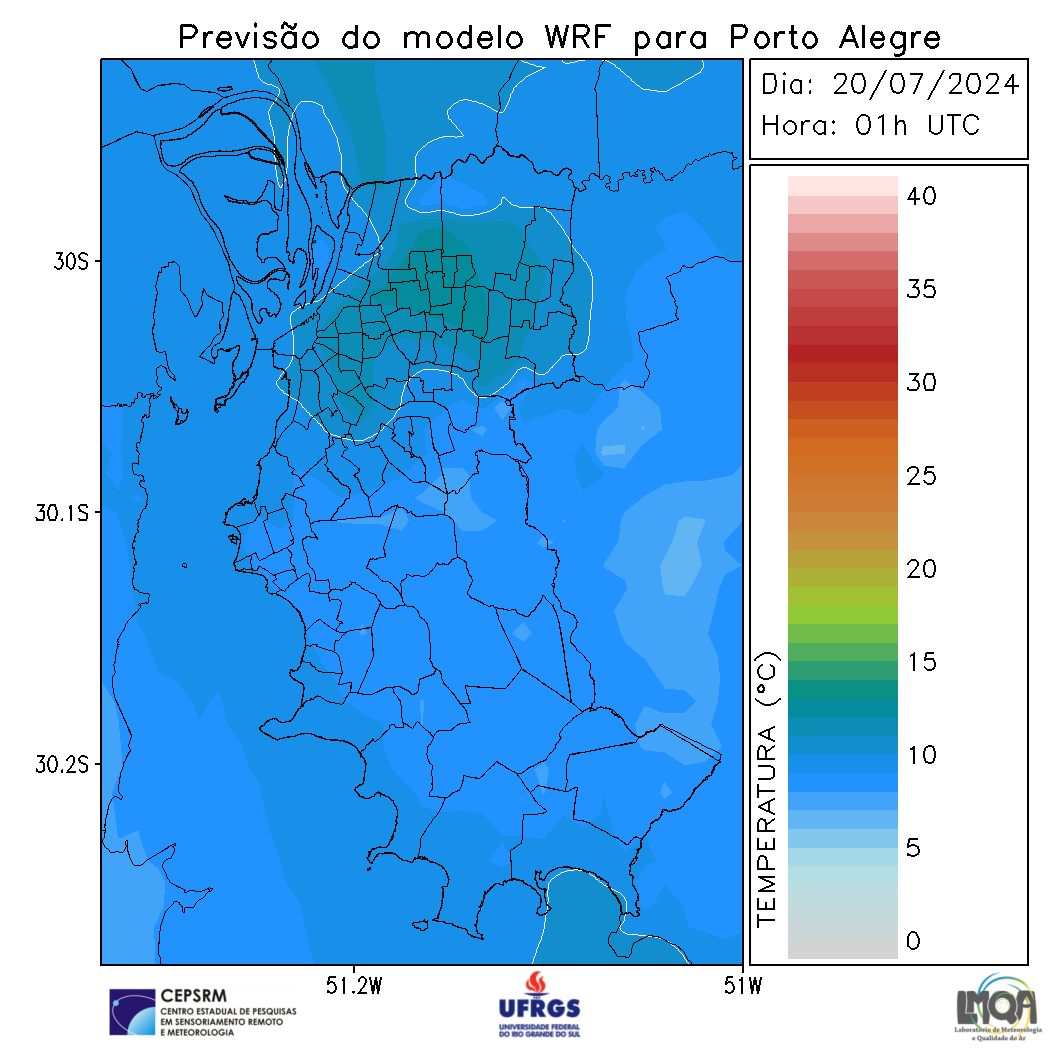 Previsão do modelo WRF para Porto Alegre
Dia: 20/07/2024
Hora: 01h UTC
40
35
30
25
20
15
10
5
0
TEMPERATURA (°C)
30S
30.1S
30.2S
51.2W
51W
CEPSRM
CENTRO ESTADUAL DE PESQUISAS
EM SENSORIAMENTO REMOTO
E METEOROLOGIA
UFRGS
UNIVERSIDADE FEDERAL
DO RIO GRANDE DO SUL
LMQA
Laboratório de Meteorologia
e Qualidade do Ar